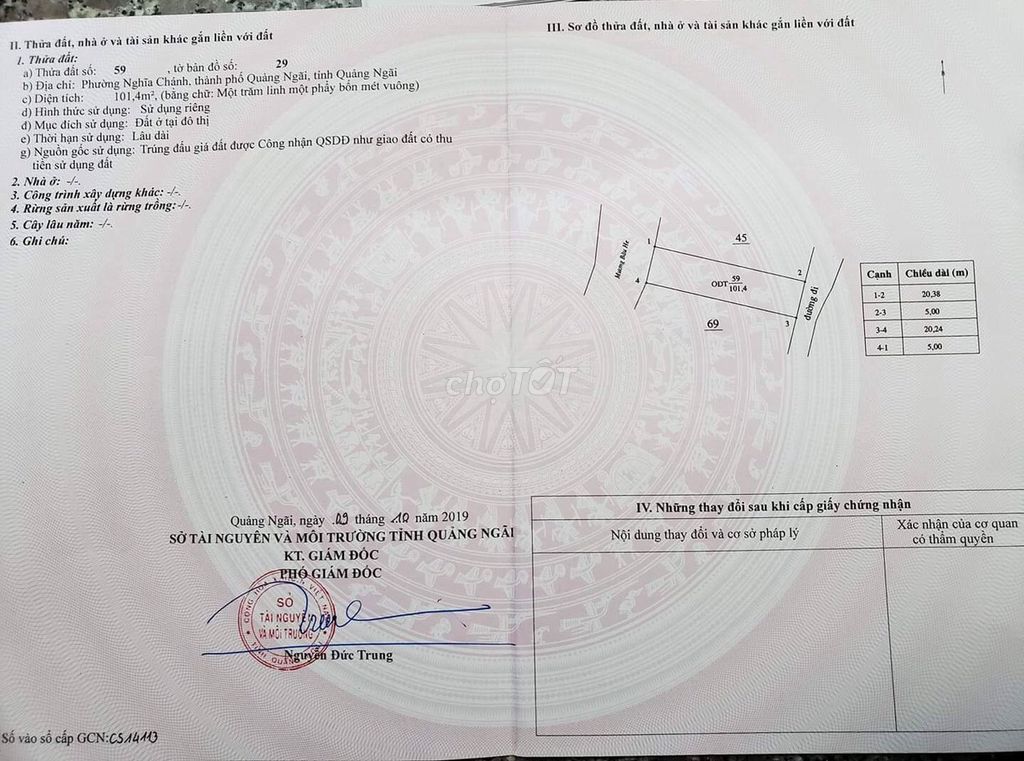 II. Thửa đất, nhà ở và tài sản khác gắn liền với đất
1. Thửa đất:
a) Thửa đất số: 59 , tờ bản đồ số: 29
b) Địa chỉ: Phường Nghĩa Chánh, thành phố Quảng Ngãi, tỉnh Quảng Ngãi
c) Diện tích: 101,4m², (bằng chữ: Một trăm linh một phẩy bốn mét vuông)
d) Hình thức sử dụng: Sử dụng riêng
đ) Mục đích sử dụng: Đất ở tại đô thị
e) Thời hạn sử dụng: Lâu dài
g) Nguồn gốc sử dụng: Trúng đấu giá đất được Công nhận QSDĐ như giao đất có thu
tiền sử dụng đất
2. Nhà ở: -/-.
3. Công trình xây dựng khác: -/-.
4. Rừng sản xuất là rừng trồng: -/-.
5. Cây lâu năm: -/-.
6. Ghi chú:
Quảng Ngãi, ngày 09 tháng 10 năm 2019
SỞ TÀI NGUYÊN VÀ MÔI TRƯỜNG TỈNH QUẢNG NGÃI
KT. GIÁM ĐỐC
PHÓ GIÁM ĐỐC
SỞ
TÀI NGUYÊN
VÀ MÔI TRƯỜNG
Nguyễn Đức Trung
Số vào sổ cấp GCN: CS14113
III. Sơ đồ thửa đất, nhà ở và tài sản khác gắn liền với đất
Mương Bàu He
1
45
2
ODT 59
101,4
4
69
3
đường đi
Cạnh Chiều dài (m)
1-2 20,38
2-3 5,00
3-4 20,24
4-1 5,00
chợTỐT
IV. Những thay đổi sau khi cấp giấy chứng nhận
Nội dung thay đổi và cơ sở pháp lý
Xác nhận của cơ quan
có thẩm quyền